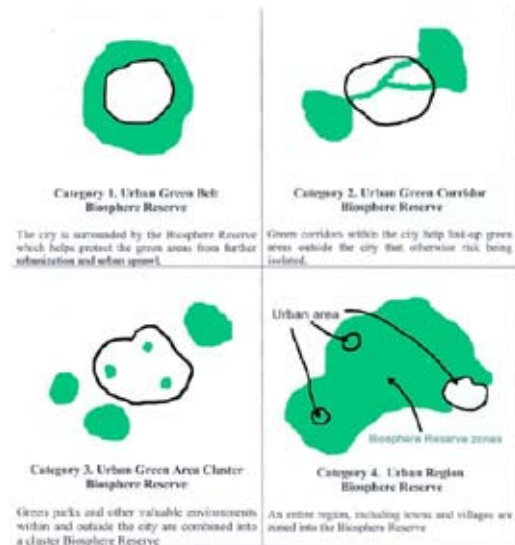 Category 1. Urban Green Belt
Biosphere Reserve
The city is surrounded by the Biosphere Reserve
which helps protect the green areas from further
urbanization and urban sprawl.
Category 2. Urban Green Corridor
Biosphere Reserve
Green corridors within the city help link-up green
areas outside the city that otherwise risk being
isolated.
Urban area
Biosphere Reserve zones
Category 3. Urban Green Area Cluster
Biosphere Reserve
Green parks and other valuable environments
within and outside the city are combined into
a cluster Biosphere Reserve
Category 4. Urban Region
Biosphere Reserve
An entire region, including towns and villages are
zoned into the Biosphere Reserve